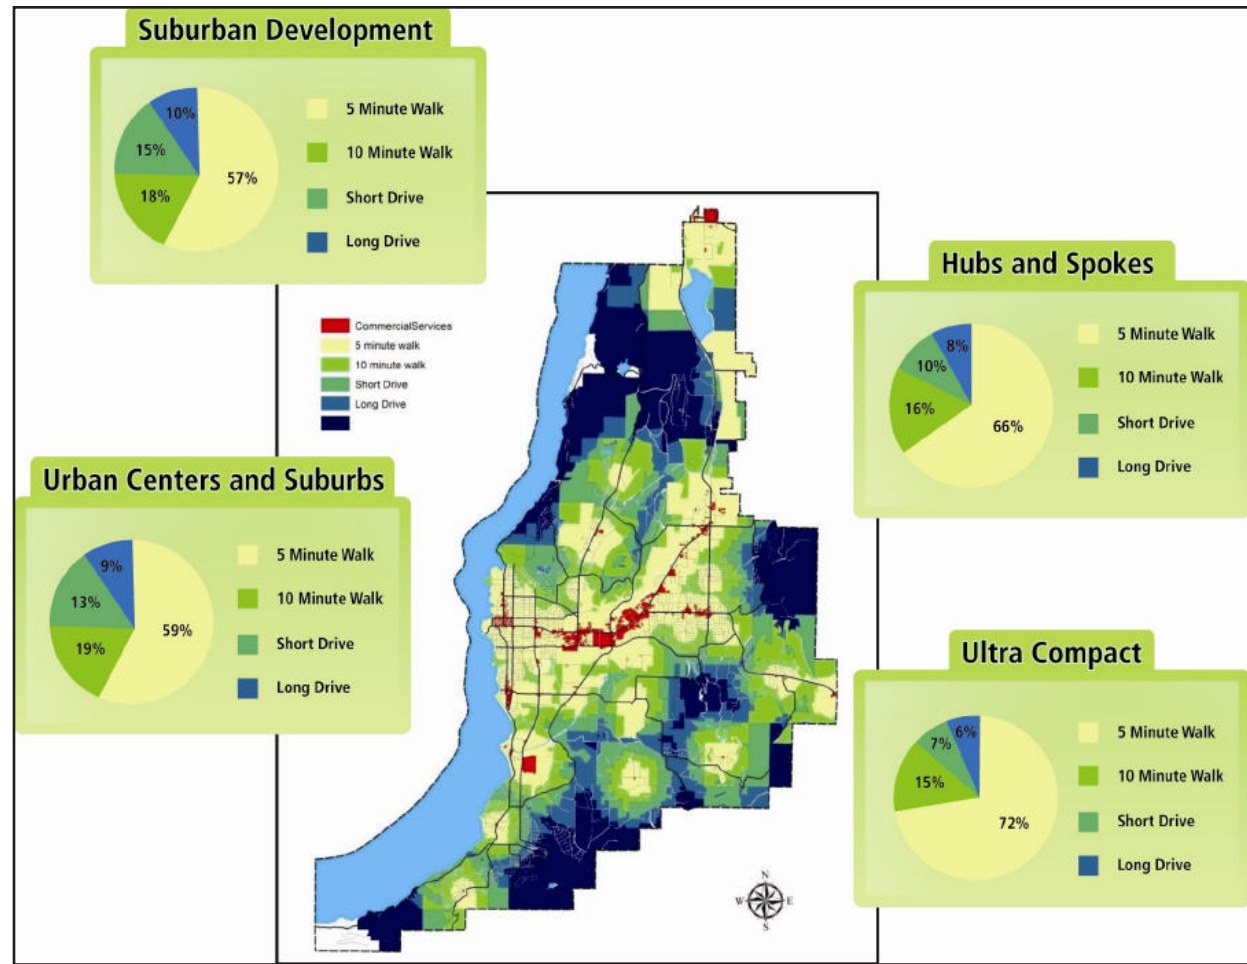 Suburban Development
10%
15%
57%
18%
5 Minute Walk
10 Minute Walk
Short Drive
Long Drive
CommercialServices
5 minute walk
10 minute walk
Short Drive
Long Drive
Hubs and Spokes
8%
10%
16%
66%
5 Minute Walk
10 Minute Walk
Short Drive
Long Drive
Urban Centers and Suburbs
9%
13%
59%
19%
5 Minute Walk
10 Minute Walk
Short Drive
Long Drive
Ultra Compact
6%
7%
15%
72%
5 Minute Walk
10 Minute Walk
Short Drive
Long Drive
N
W E
S